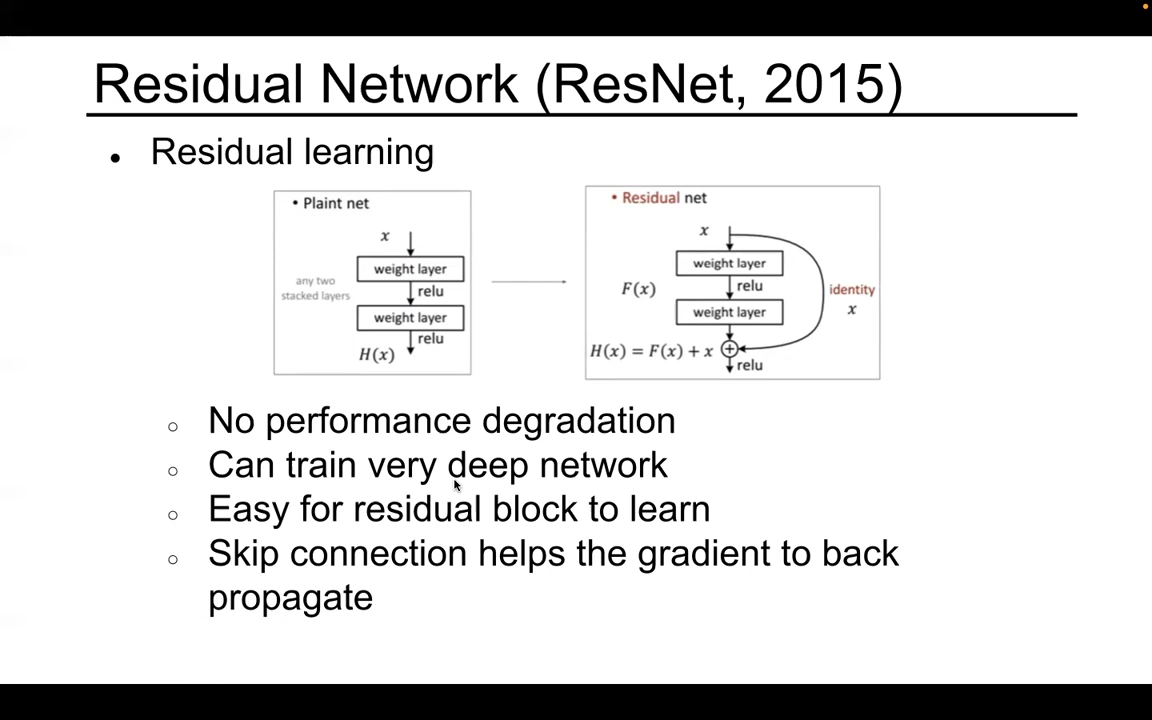 Residual Network (ResNet, 2015)
● Residual learning
• Plaint net
x
weight layer
any two
stacked layers
relu
weight layer
relu
H(x)
• Residual net
x
weight layer
F(x)
relu
identity
x
weight layer
H(x) = F(x) + x
relu
○ No performance degradation
○ Can train very deep network
○ Easy for residual block to learn
○ Skip connection helps the gradient to back
propagate